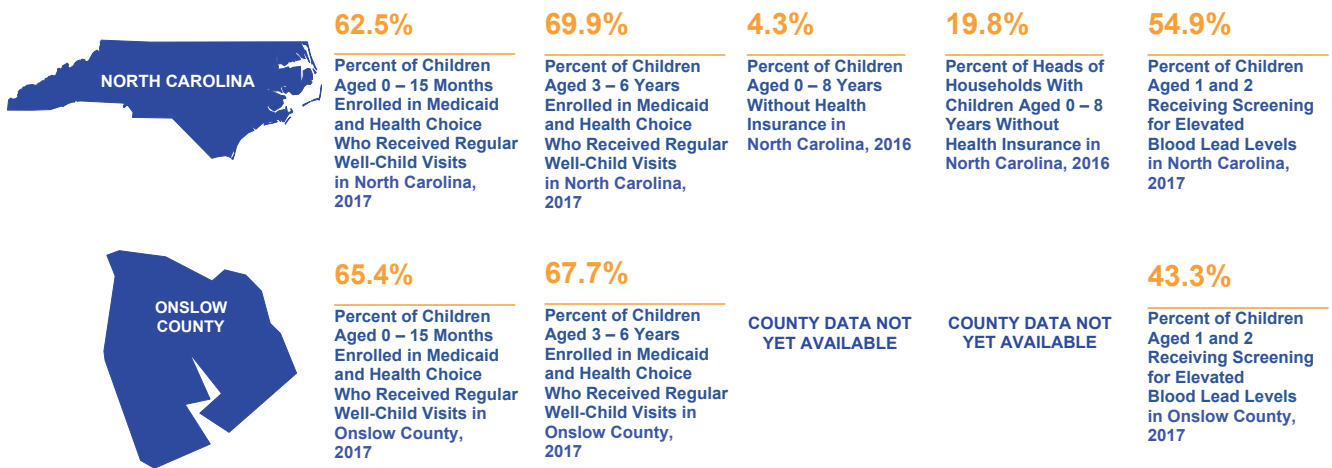 NORTH CAROLINA
62.5%
Percent of Children
Aged 0 – 15 Months
Enrolled in Medicaid
and Health Choice
Who Received Regular
Well-Child Visits
in North Carolina,
2017
69.9%
Percent of Children
Aged 3 – 6 Years
Enrolled in Medicaid
and Health Choice
Who Received Regular
Well-Child Visits
in North Carolina,
2017
4.3%
Percent of Children
Aged 0 – 8 Years
Without Health
Insurance in
North Carolina, 2016
19.8%
Percent of Heads of
Households With
Children Aged 0 – 8
Years Without
Health Insurance in
North Carolina, 2016
54.9%
Percent of Children
Aged 1 and 2
Receiving Screening
for Elevated
Blood Lead Levels
in North Carolina,
2017
ONSLOW
COUNTY
65.4%
Percent of Children
Aged 0 – 15 Months
Enrolled in Medicaid
and Health Choice
Who Received Regular
Well-Child Visits in
Onslow County,
2017
67.7%
Percent of Children
Aged 3 – 6 Years
Enrolled in Medicaid
and Health Choice
Who Received Regular
Well-Child Visits in
Onslow County,
2017
COUNTY DATA NOT
YET AVAILABLE
COUNTY DATA NOT
YET AVAILABLE
43.3%
Percent of Children
Aged 1 and 2
Receiving Screening
for Elevated
Blood Lead Levels
in Onslow County,
2017